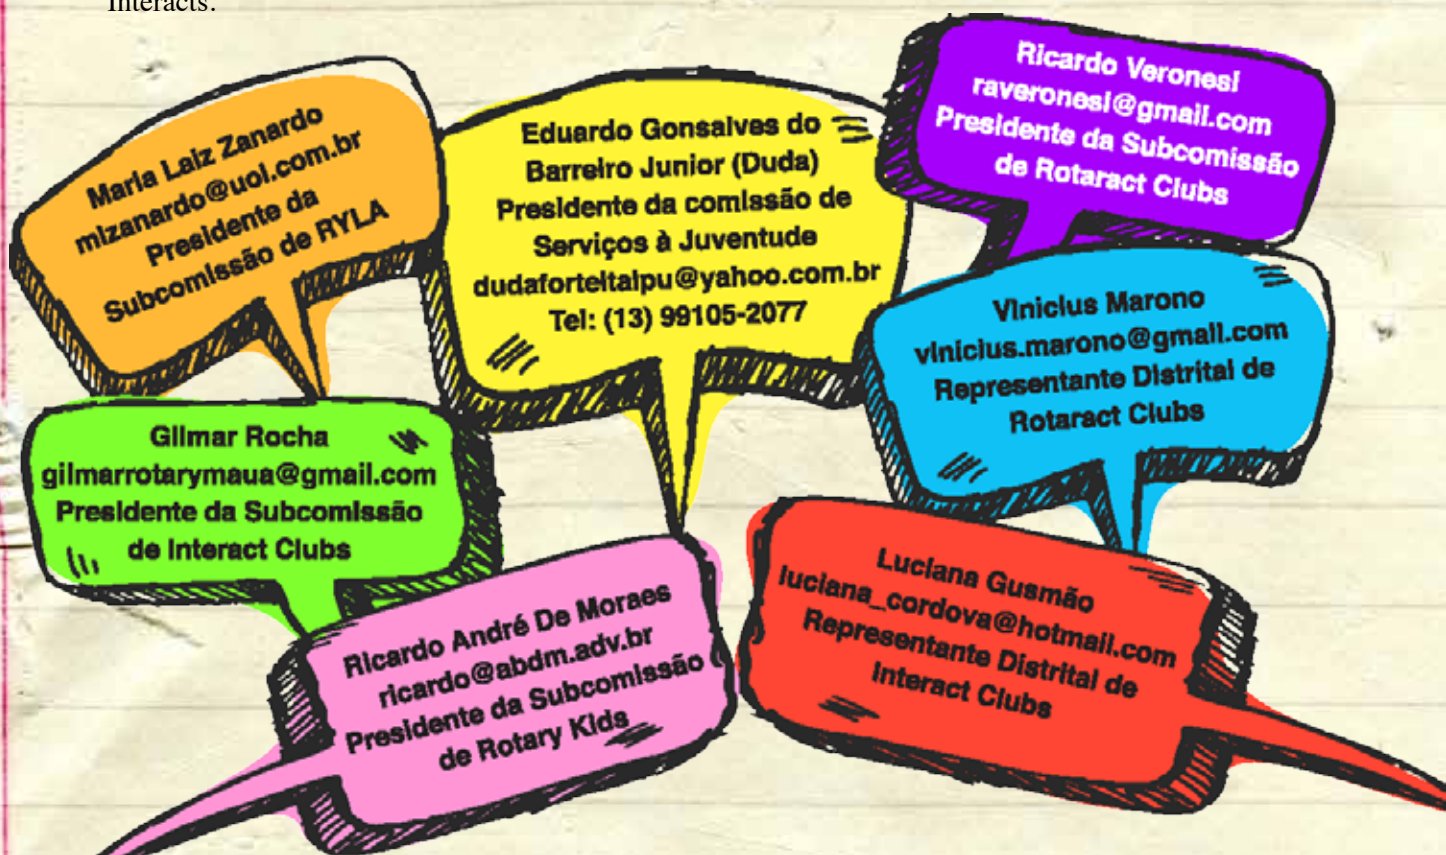 Interacts.
Maria Laiz Zanardo
mlzanardo@uol.com.br
Presidente da
Subcomissão de RYLA
Eduardo Gonsalves do
Barreiro Junior (Duda)
Presidente da comissão de
Serviços à Juventude
dudaforteitaipu@yahoo.com.br
Tel: (13) 99105-2077
Ricardo Veronesi
raveronesi@gmail.com
Presidente da Subcomissão
de Rotaract Clubs
Vinicius Marono
vinicius.marono@gmail.com
Representante Distrital de
Rotaract Clubs
Gilmar Rocha
gilmarrotarymaua@gmail.com
Presidente da Subcomissão
de Interact Clubs
Ricardo André De Moraes
ricardo@abdm.adv.br
Presidente da Subcomissão
de Rotary Kids
Luciana Gusmão
luciana_cordova@hotmail.com
Representante Distrital de
Interact Clubs